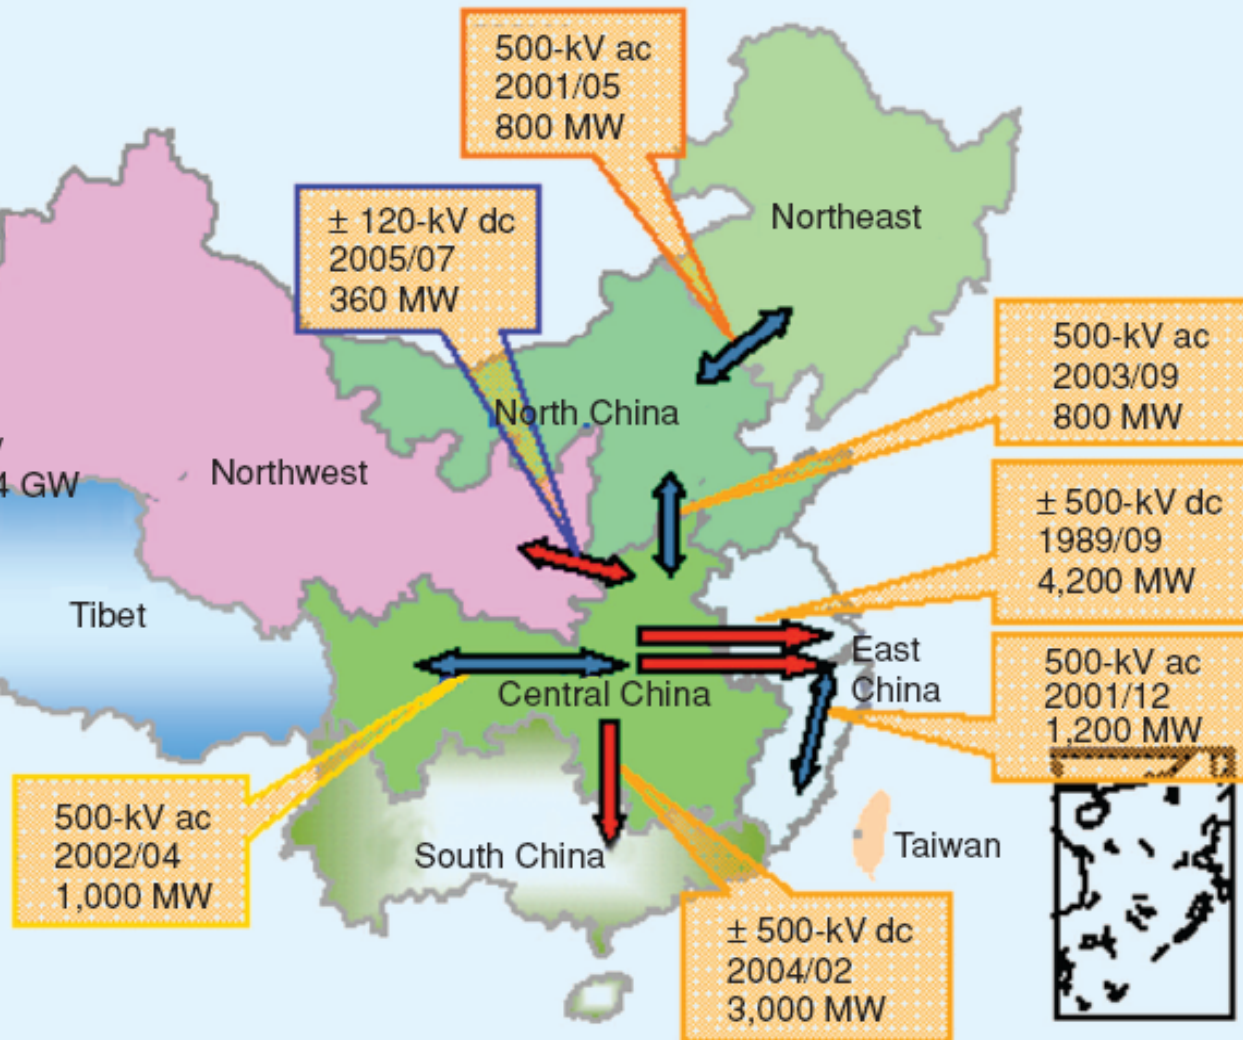 500-kV ac
2001/05
800 MW
± 120-kV dc
2005/07
360 MW
Northeast
500-kV ac
2003/09
800 MW
North China
Northwest
4 GW
± 500-kV dc
1989/09
4,200 MW
Tibet
East
China
500-kV ac
2001/12
1,200 MW
Central China
500-kV ac
2002/04
1,000 MW
South China
Taiwan
± 500-kV dc
2004/02
3,000 MW